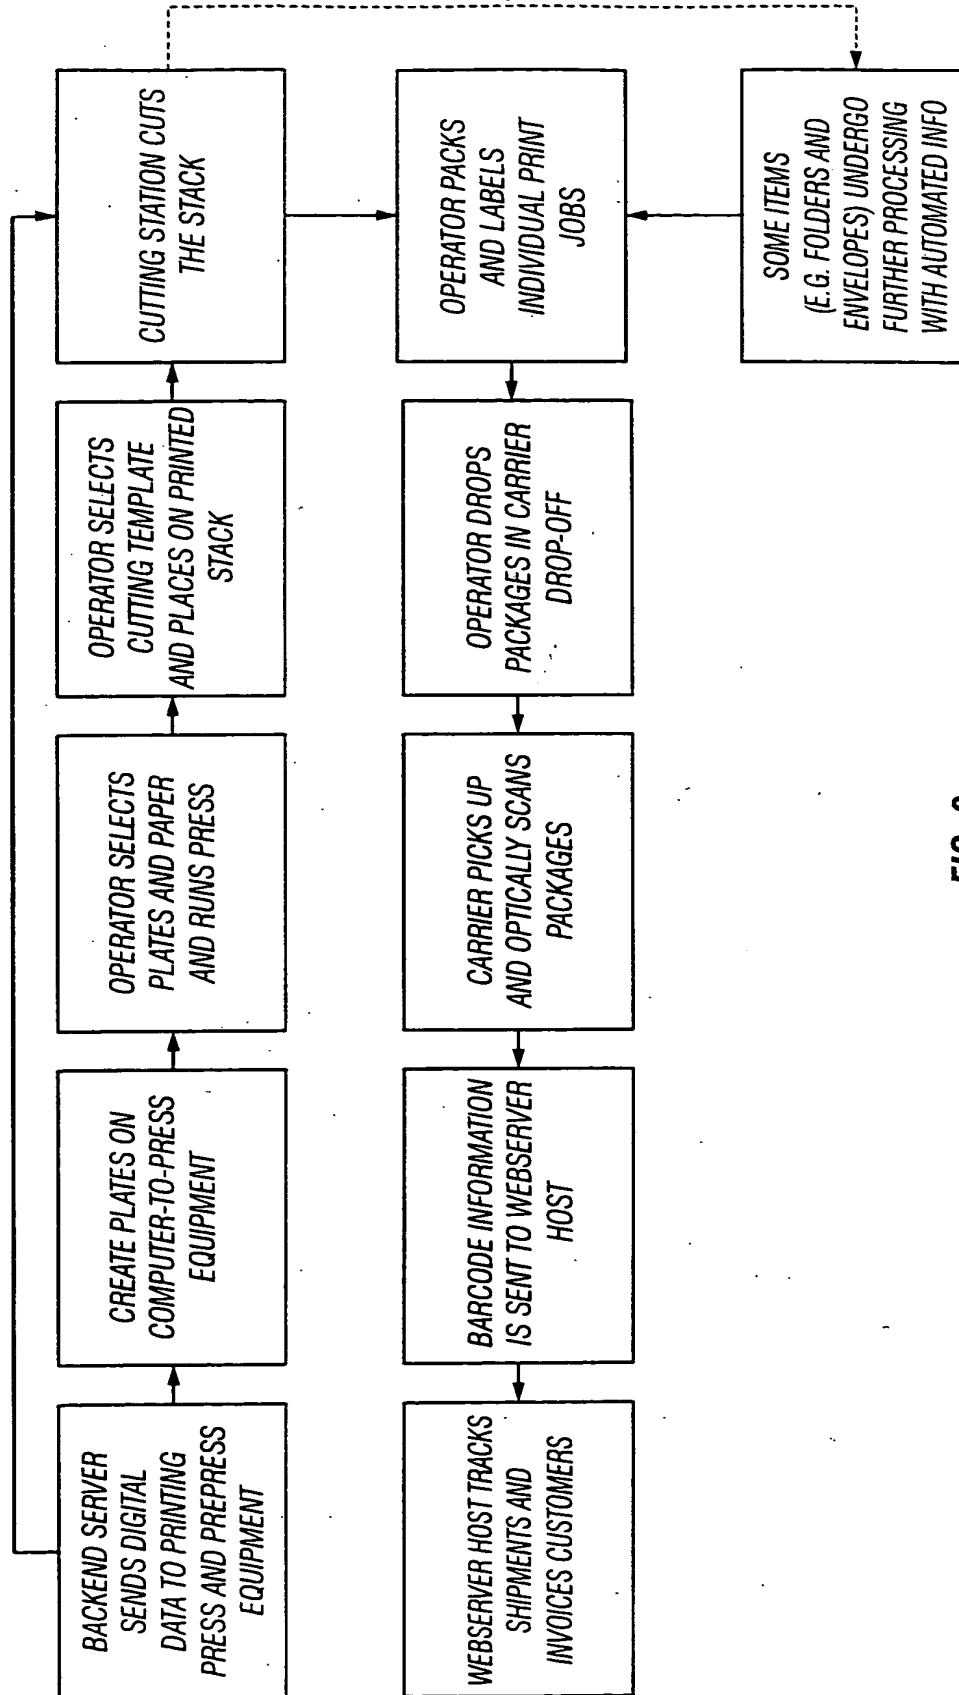 BACKEND SERVER
SENDS DIGITAL
DATA TO PRINTING
PRESS AND PREPRESS
EQUIPMENT
CREATE PLATES ON
COMPUTER-TO-PRESS
EQUIPMENT
OPERATOR SELECTS
PLATES AND PAPER
AND RUNS PRESS
OPERATOR SELECTS
CUTTING TEMPLATE
AND PLACES ON PRINTED
STACK
CUTTING STATION CUTS
THE STACK
OPERATOR PACKS
AND LABELS
INDIVIDUAL PRINT
JOBS
OPERATOR DROPS
PACKAGES IN CARRIER
DROP-OFF
CARRIER PICKS UP
AND OPTICALLY SCANS
PACKAGES
BARCODE INFORMATION
IS SENT TO WEBSERVER
HOST
WEBSERVER HOST TRACKS
SHIPMENTS AND
INVOICES CUSTOMERS
SOME ITEMS
(E.G. FOLDERS AND
ENVELOPES) UNDERGO
FURTHER PROCESSING
WITH AUTOMATED INFO
FIG.